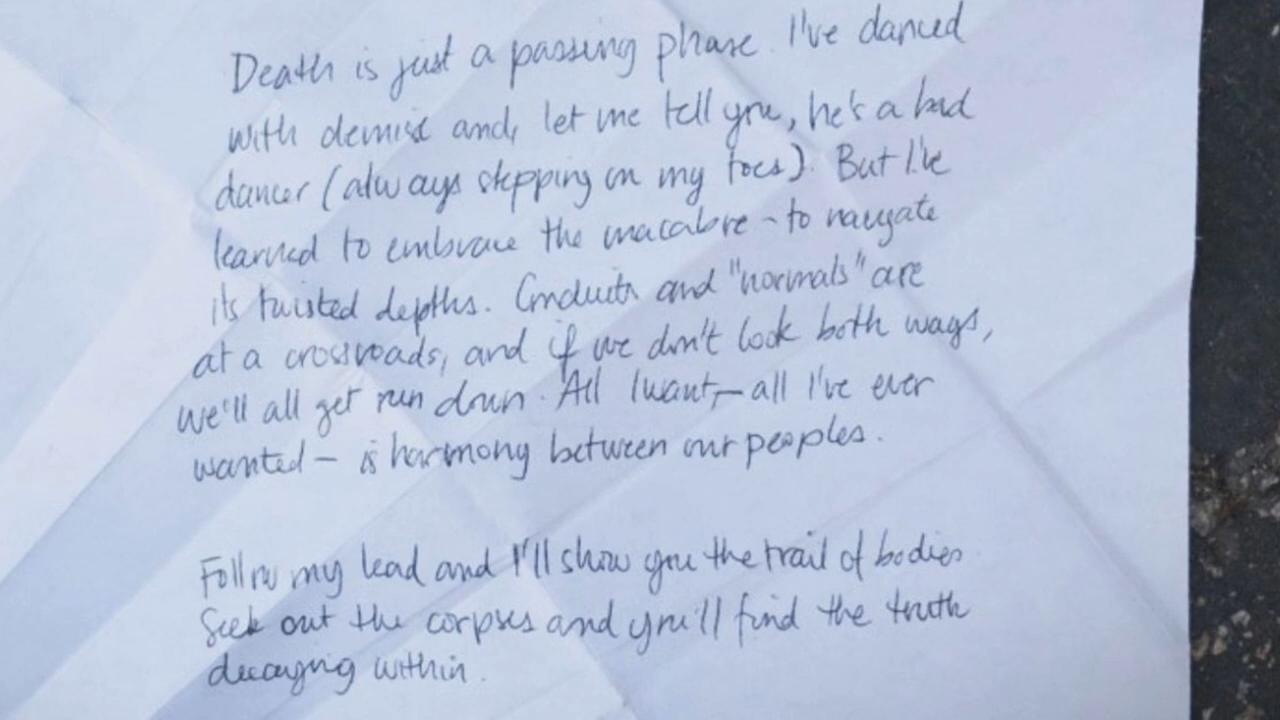 Death is just a passing phase. I've danced
with demise and, let me tell you, he's a bad
dancer (always stepping on my toes). But I've
learned to embrace the macabre - to navigate
its twisted depths. Conduits and "normals" are
at a crossroads, and if we don't look both ways,
we'll all get run down. All I want — all I've ever
wanted — is harmony between our peoples.
Follow my lead and I'll show you the trail of bodies
Seek out the corpses and you'll find the truth
decaying within.